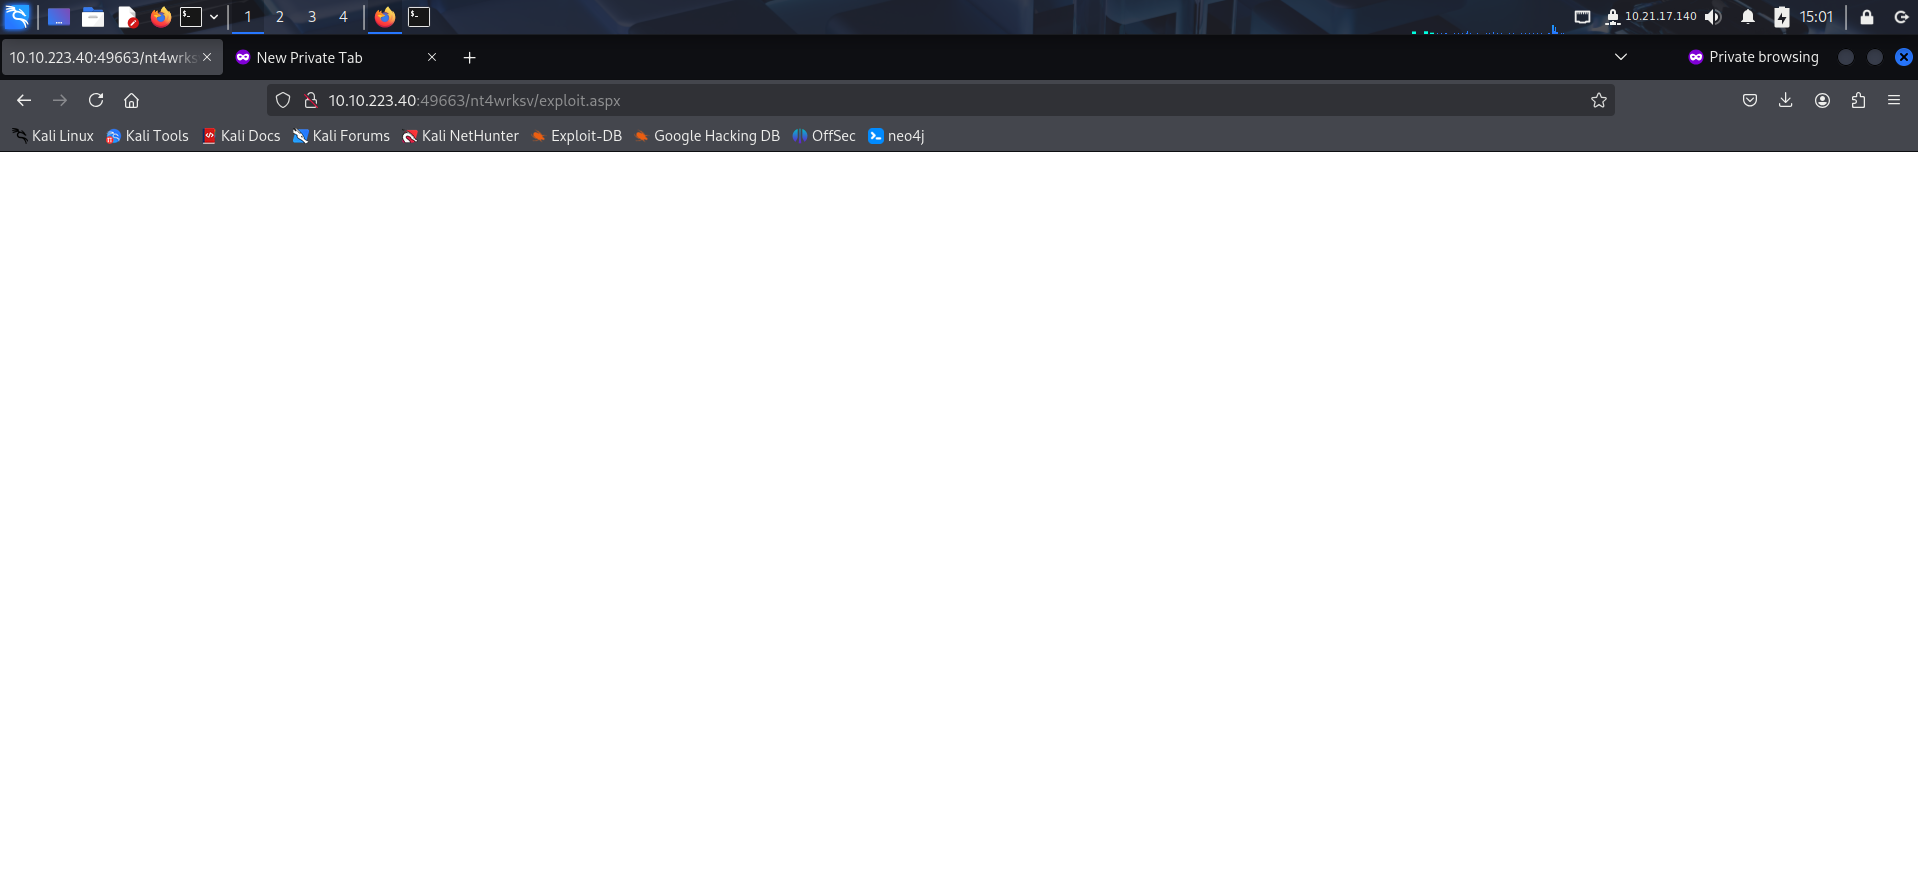 1 2 3 4 10.21.17.140 15:01
10.10.223.40:49663/nt4wrks New Private Tab Private browsing
10.10.223.40:49663/nt4wrksv/exploit.aspx
Kali Linux Kali Tools Kali Docs Kali Forums Kali NetHunter Exploit-DB Google Hacking DB OffSec neo4j